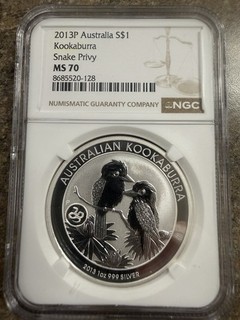 2013P Australia S$1
Kookaburra
Snake Privy
MS 70
8685520-128
NUMISMATIC GUARANTY COMPANY
NGC
AUSTRALIAN KOOKABURRA
2013 1oz 999 SILVER